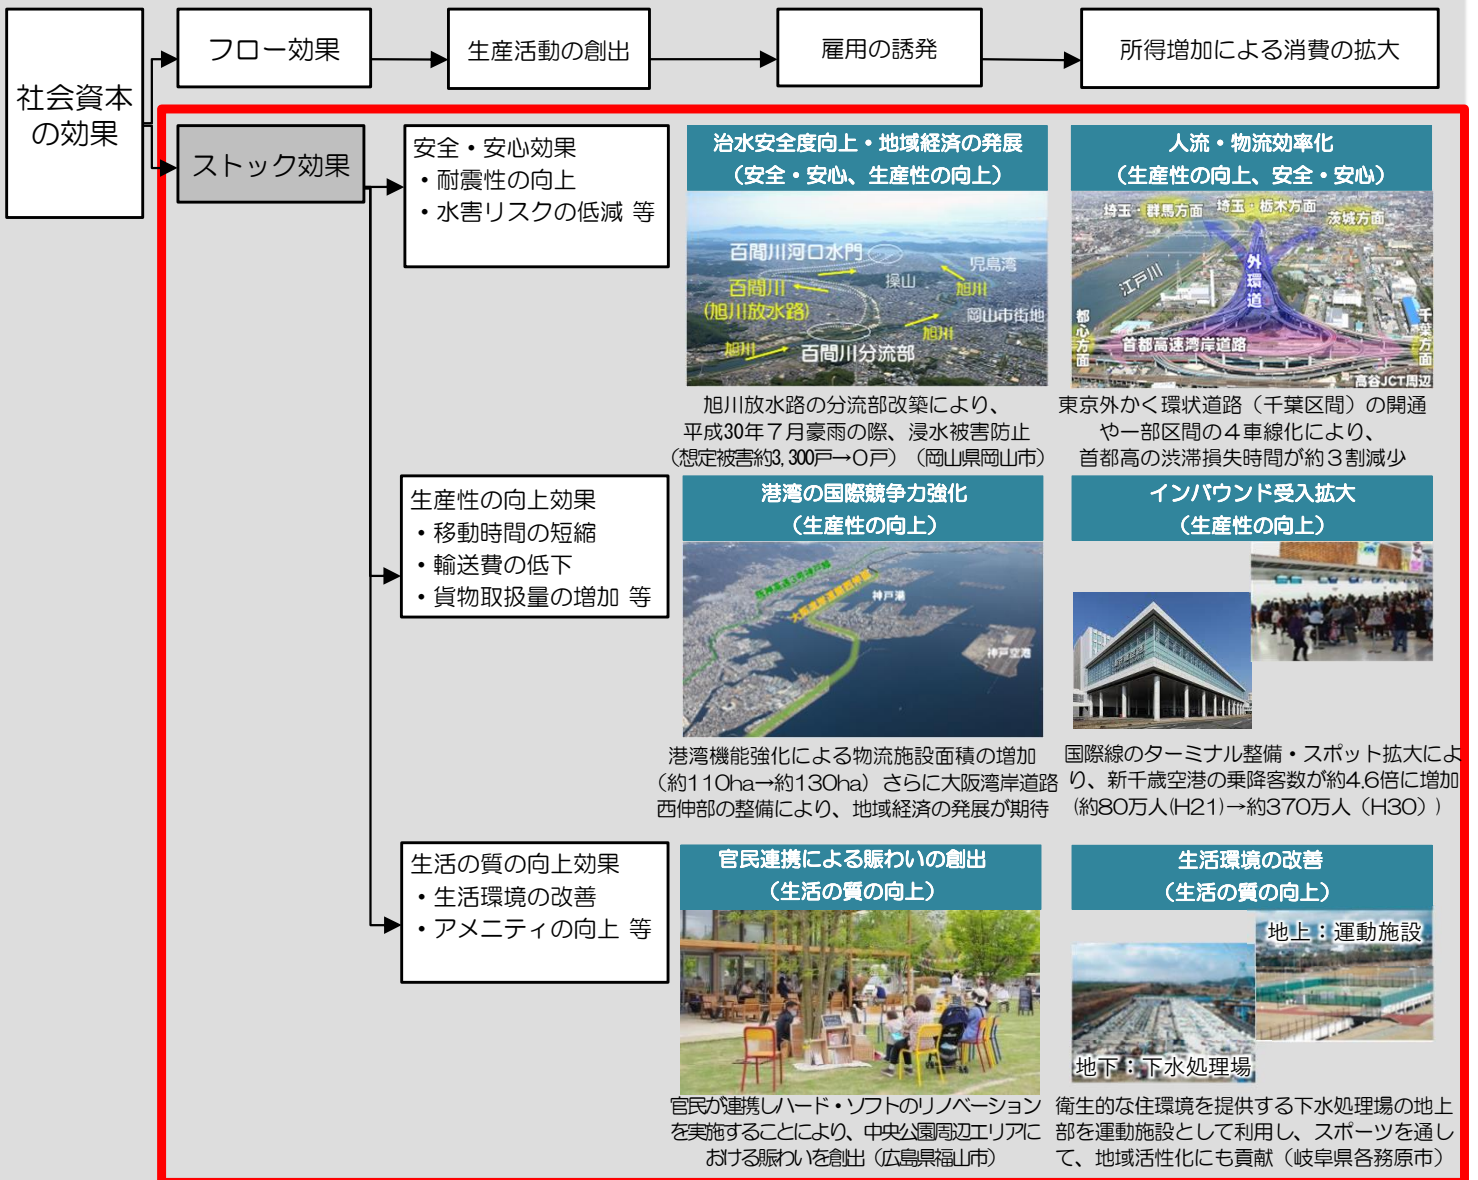 社会資本
の効果
フロー効果
生産活動の創出
雇用の誘発
所得増加による消費の拡大
ストック効果
安全・安心効果
・耐震性の向上
・水害リスクの低減 等
治水安全度向上・地域経済の発展
（安全・安心、生産性の向上）
百間川河口水門
児島湾
操山
百間川
(旭川放水路)
旭川
岡山市街地
旭川
旭川
百間川分流部
旭川放水路の分流部改築により、
平成30年７月豪雨の際、浸水被害防止
（想定被害約3,300戸→０戸）（岡山県岡山市）
人流・物流効率化
（生産性の向上、安全・安心）
埼玉・群馬方面
埼玉・栃木方面
茨城方面
外環道
江戸川
都心方面
千葉方面
首都高速湾岸道路
高谷JCT周辺
東京外かく環状道路（千葉区間）の開通
や一部区間の４車線化により、
首都高の渋滞損失時間が約３割減少
生産性の向上効果
・移動時間の短縮
・輸送費の低下
・貨物取扱量の増加 等
港湾の国際競争力強化
（生産性の向上）
阪神高速3号神戸線
大阪湾岸道路西伸部
神戸港
神戸空港
港湾機能強化による物流施設面積の増加
（約110ha→約130ha）さらに大阪湾岸道路
西伸部の整備により、地域経済の発展が期待
インバウンド受入拡大
（生産性の向上）
国際線のターミナル整備・スポット拡大によ
り、新千歳空港の乗降客数が約4.6倍に増加
(約80万人(H21)→約370万人（H30））
生活の質の向上効果
・生活環境の改善
・アメニティの向上 等
官民連携による賑わいの創出
（生活の質の向上）
官民が連携しハード・ソフトのリノベーション
を実施することにより、中央公園周辺エリアに
おける賑わいを創出（広島県福山市）
生活環境の改善
（生活の質の向上）
地上：運動施設
地下：下水処理場
衛生的な住環境を提供する下水処理場の地上
部を運動施設として利用し、スポーツを通し
て、地域活性化にも貢献（岐阜県各務原市）